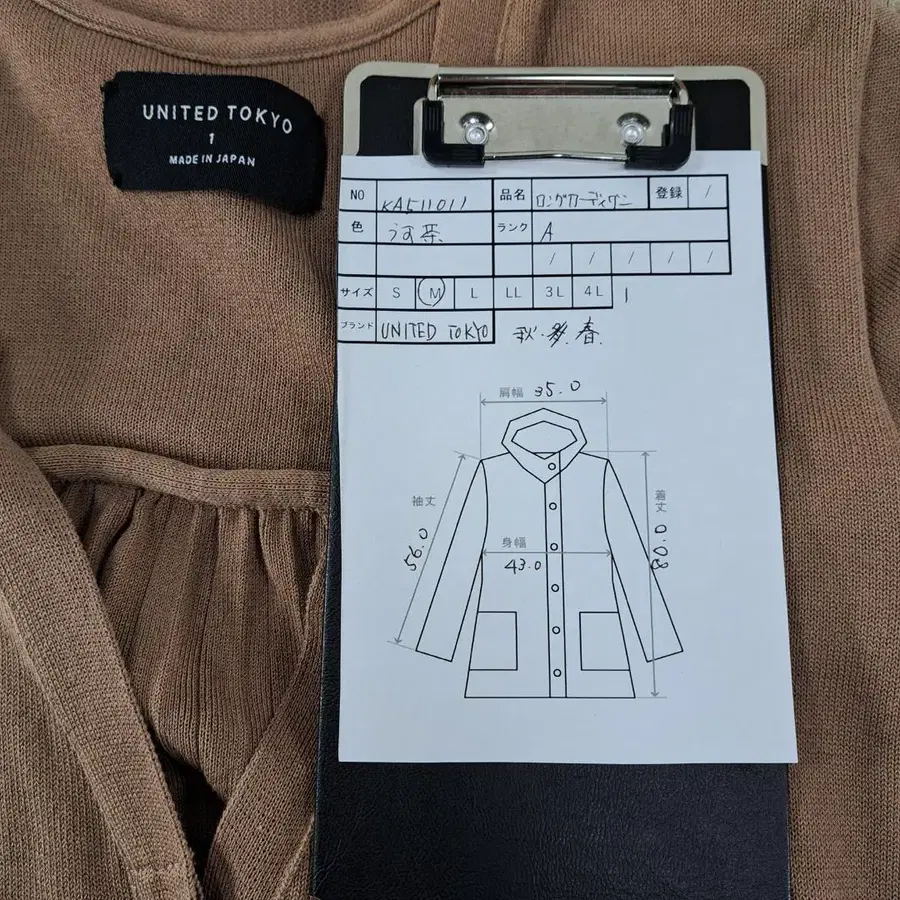 UNITED TOKYO
1
MADE IN JAPAN
NO KA511011 品名 ロングカーディガン 登録 /
色 うす茶 ランク A
/ / / / /
サイズ S M L LL 3L 4L 1
ブランド UNITED TOKYO 秋.冬.春.
肩幅 35.0
袖丈 56.0
着丈 80.0
身幅 43.0